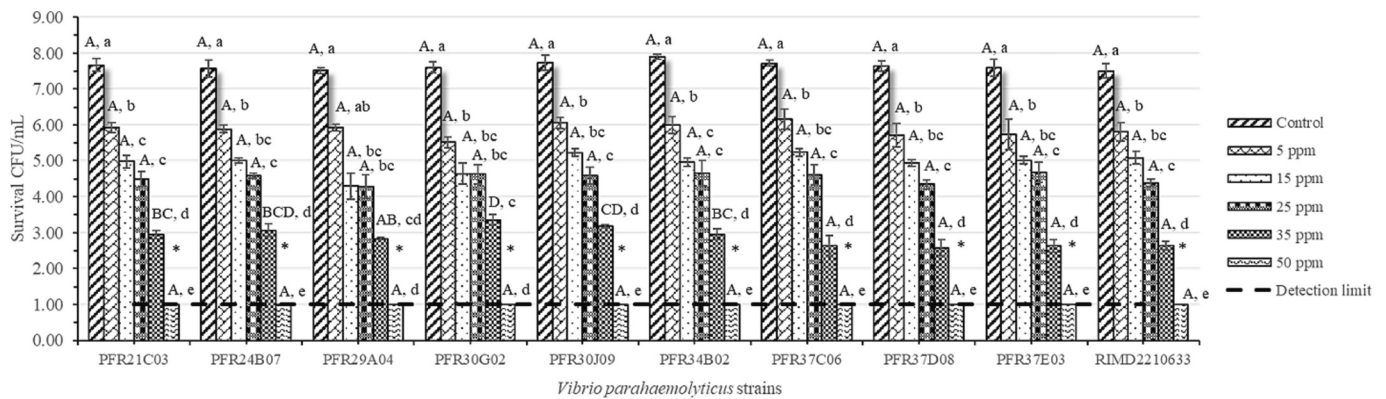 9.00
8.00
7.00
6.00
5.00
4.00
3.00
2.00
1.00
0.00
Survival CFU/mL
A, a
A, b
A, c
A, c
BC, d
*
A, e
A, a
A, b
A, bc
A, c
BCD, d
*
A, e
A, a
A, ab
A, bc
A, bc
AB, cd
*
A, d
A, a
A, b
A, bc
A, bc
D, c
*
A, d
A, a
A, b
A, bc
A, c
CD, d
*
A, e
A, a
A, b
A, c
A, c
BC, d
*
A, e
A, a
A, b
A, bc
A, c
A, d
*
A, e
A, a
A, b
A, bc
A, c
A, d
*
A, e
A, a
A, b
A, bc
A, c
A, d
*
A, e
A, a
A, b
A, bc
A, c
A, d
*
A, e
PFR21C03 PFR24B07 PFR29A04 PFR30G02 PFR30J09 PFR34B02 PFR37C06 PFR37D08 PFR37E03 RIMD2210633
Vibrio parahaemolyticus strains
Control
5 ppm
15 ppm
25 ppm
35 ppm
50 ppm
Detection limit